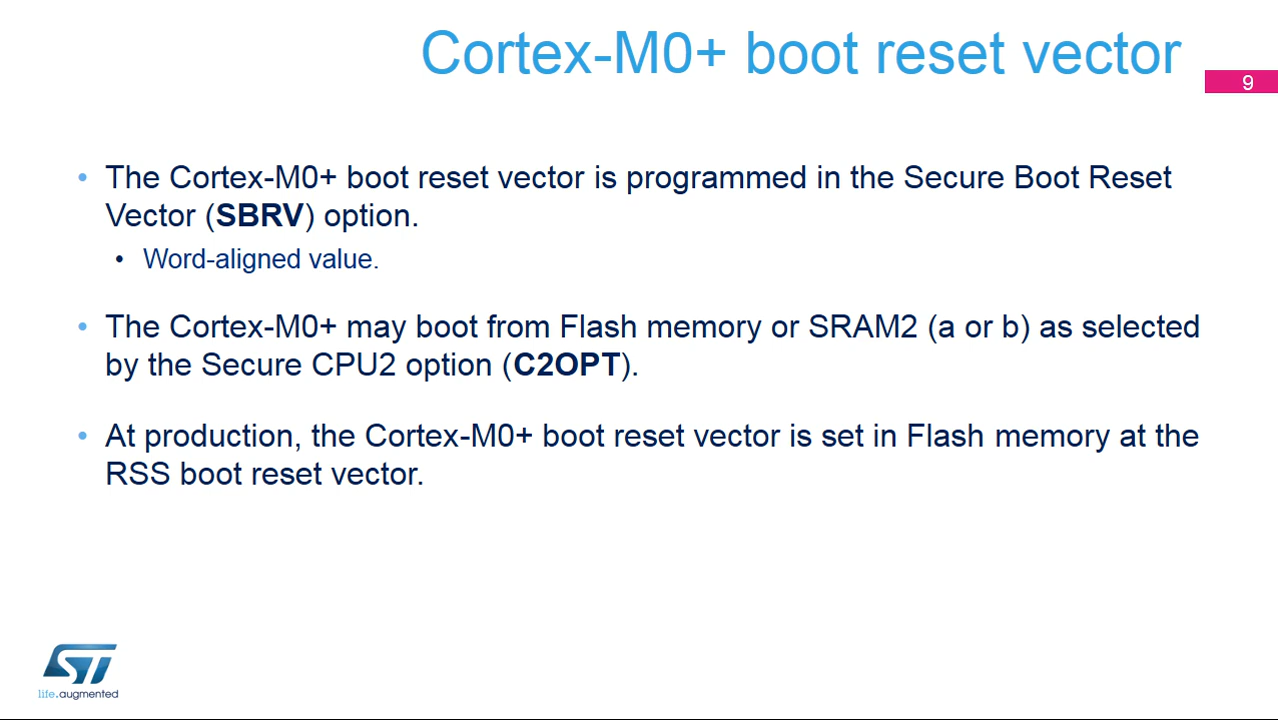 Cortex-M0+ boot reset vector
9
• The Cortex-M0+ boot reset vector is programmed in the Secure Boot Reset
Vector (SBRV) option.
• Word-aligned value.
• The Cortex-M0+ may boot from Flash memory or SRAM2 (a or b) as selected
by the Secure CPU2 option (C2OPT).
• At production, the Cortex-M0+ boot reset vector is set in Flash memory at the
RSS boot reset vector.
ST
life.augmented